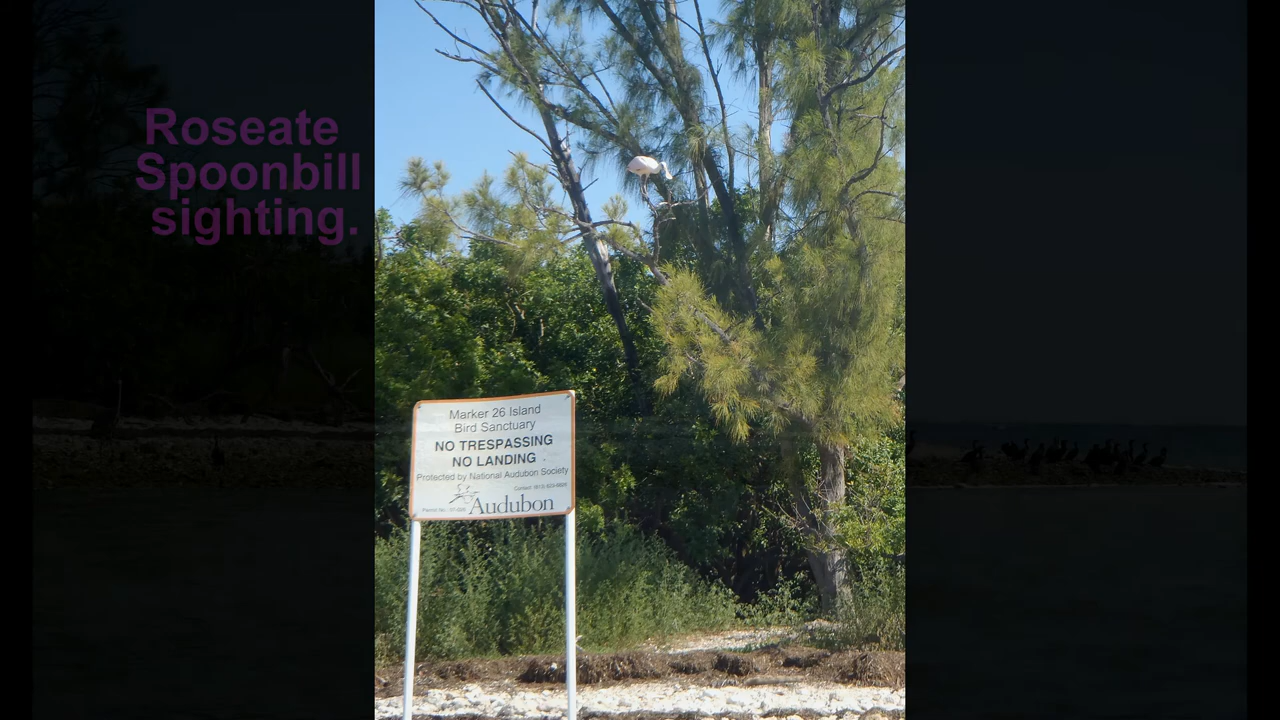 Roseate
Spoonbill
sighting.
Marker 26 Island
Bird Sanctuary
NO TRESPASSING
NO LANDING
Protected by National Audubon Society
Audubon